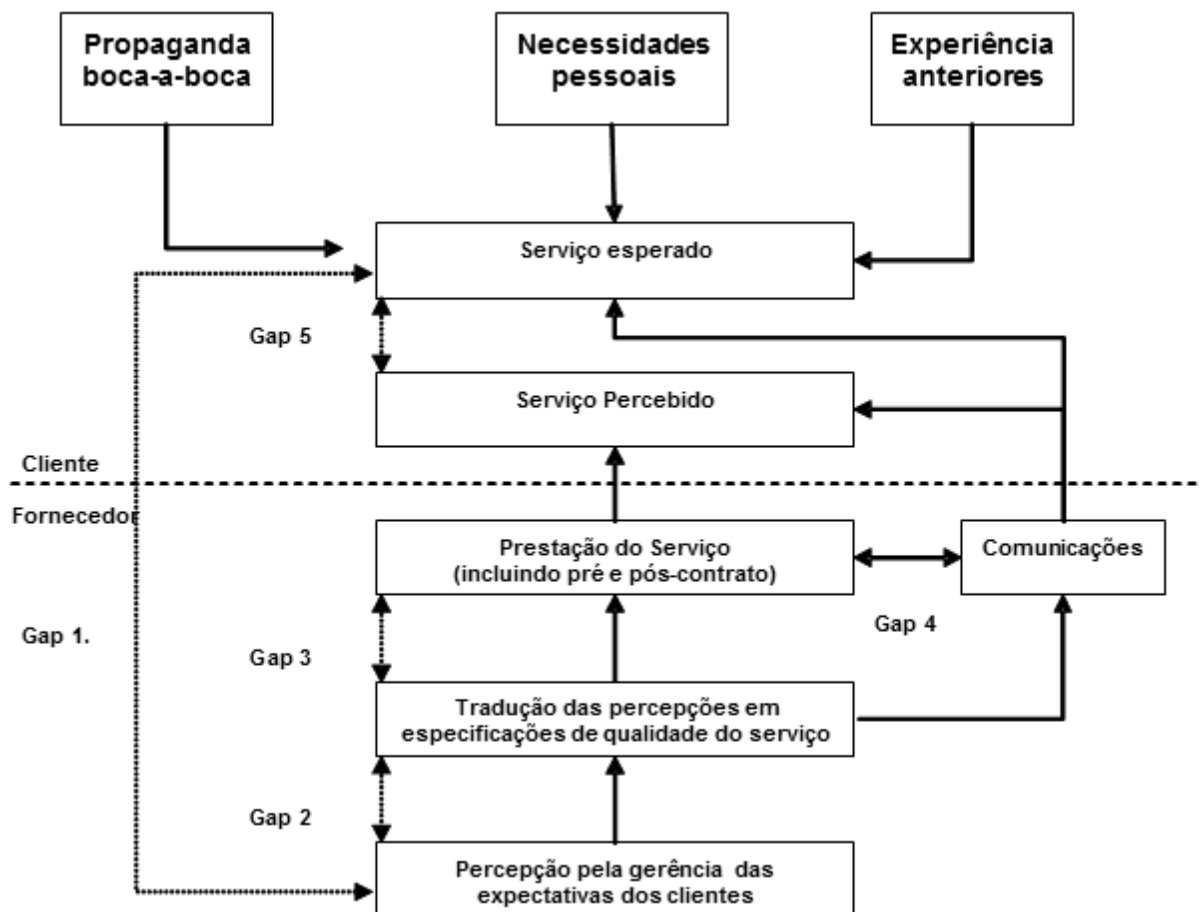 Propaganda
boca-a-boca
Necessidades
pessoais
Experiência
anteriores
Serviço esperado
Gap 5
Serviço Percebido
Cliente
Fornecedor
Prestação do Serviço
(incluindo pré e pós-contrato)
Comunicações
Gap 1.
Gap 3
Gap 4
Tradução das percepções em
especificações de qualidade do serviço
Gap 2
Percepção pela gerência das
expectativas dos clientes